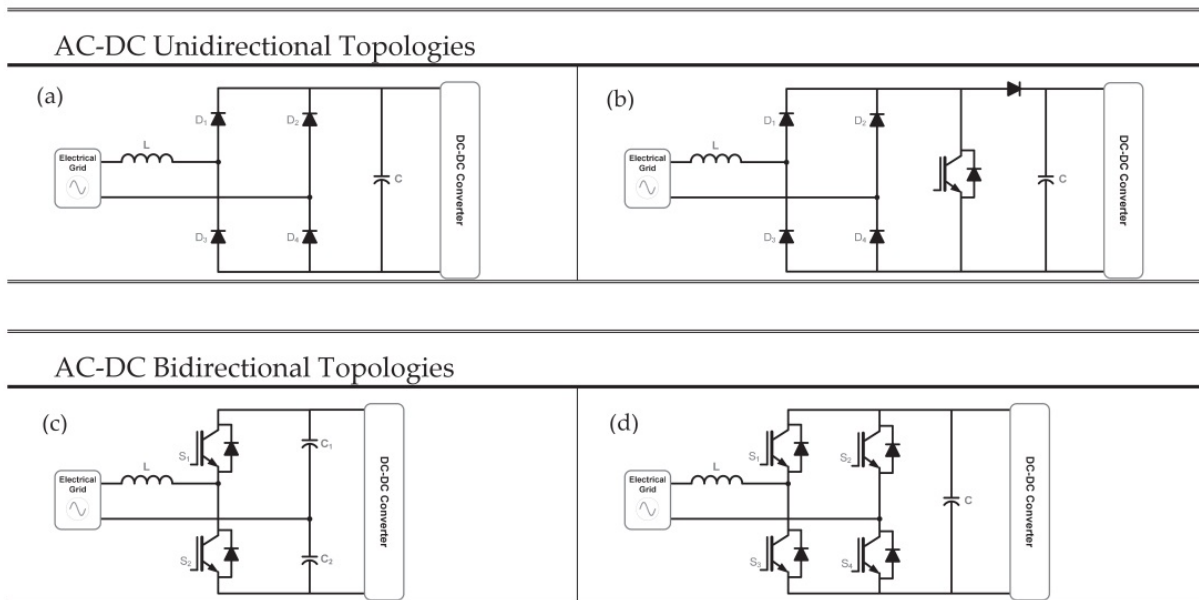 AC-DC Unidirectional Topologies
(a)
D₁
D₂
L
Electrical
Grid
C
D₃
D₄
DC-DC Converter
(b)
D₁
D₂
L
Electrical
Grid
C
D₃
D₄
DC-DC Converter
AC-DC Bidirectional Topologies
(c)
S₁
C₁
L
Electrical
Grid
S₂
C₂
DC-DC Converter
(d)
S₁
S₂
L
Electrical
Grid
C
S₃
S₄
DC-DC Converter